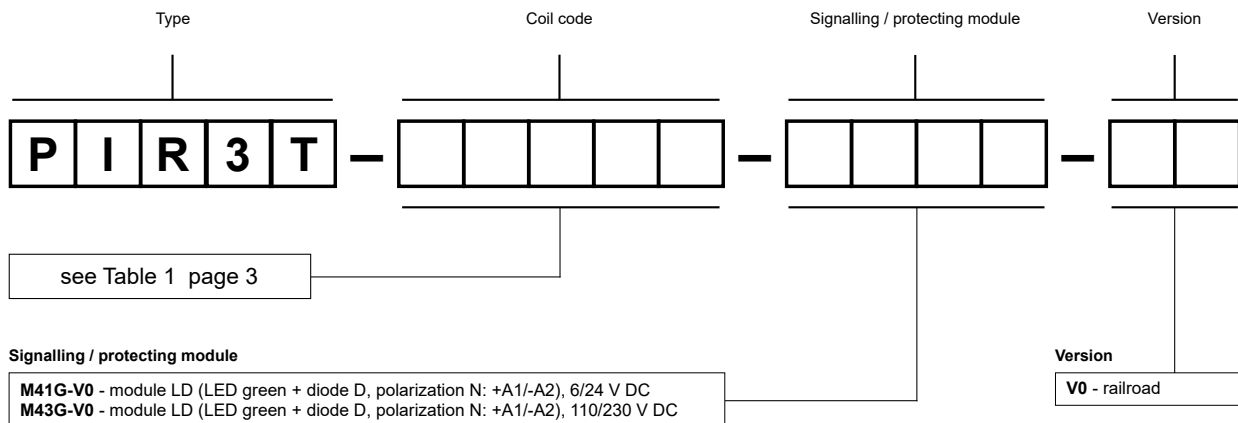 Type Coil code Signalling / protecting module Version
P I R 3 T – – –
see Table 1 page 3
Signalling / protecting module
M41G-V0 - module LD (LED green + diode D, polarization N: +A1/-A2), 6/24 V DC
M43G-V0 - module LD (LED green + diode D, polarization N: +A1/-A2), 110/230 V DC
Version
V0 - railroad